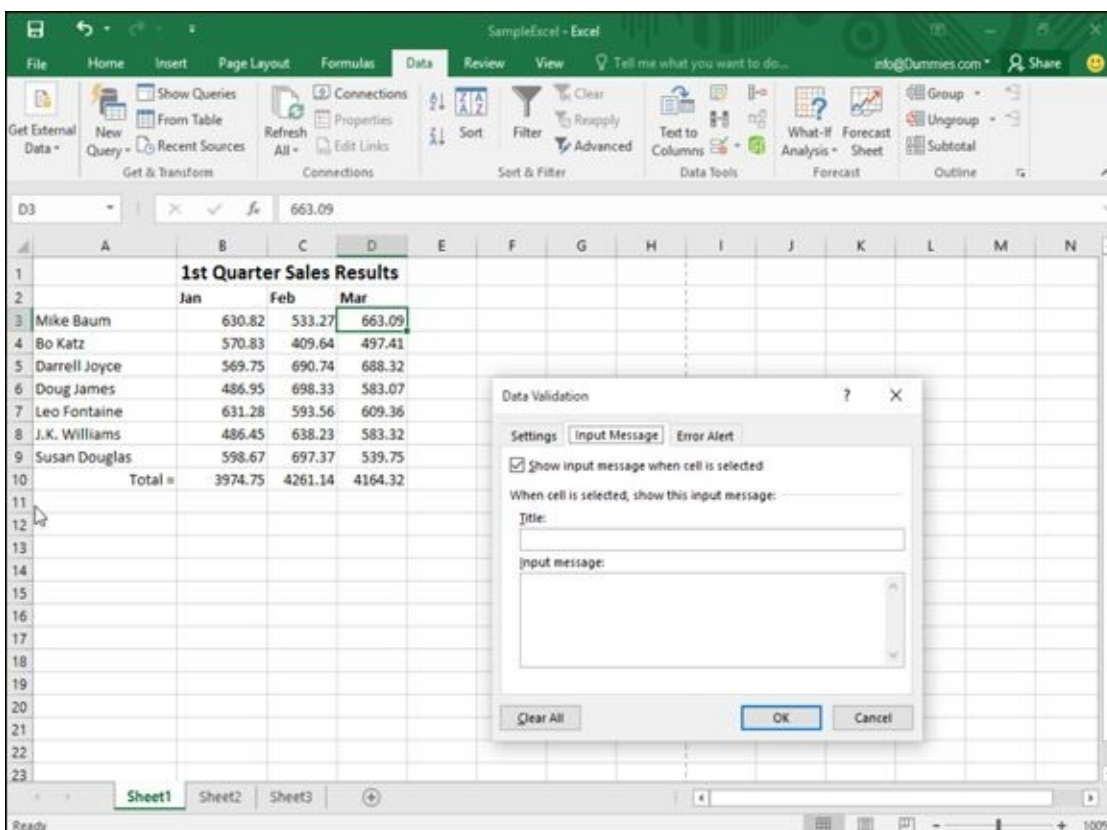 SampleExcel - Excel
File Home Insert Page Layout Formulas Data Review View Tell me what you want to do... info@Dummies.com Share
Get External Data
New Query
Show Queries
From Table
Recent Sources
Get & Transform
Refresh All
Connections
Properties
Edit Links
Connections
Sort
Filter
Clear
Reapply
Advanced
Sort & Filter
Text to Columns
Data Tools
What-If Analysis
Forecast Sheet
Forecast
Group
Ungroup
Subtotal
Outline
D3 fx 663.09
A B C D E F G H I J K L M N
1 1st Quarter Sales Results
2 Jan Feb Mar
3 Mike Baum 630.82 533.27 663.09
4 Bo Katz 570.83 409.64 497.41
5 Darrell Joyce 569.75 690.74 688.32
6 Doug James 486.95 698.33 583.07
7 Leo Fontaine 631.28 593.56 609.36
8 J.K. Williams 486.45 638.23 583.32
9 Susan Douglas 598.67 697.37 539.75
10 Total = 3974.75 4261.14 4164.32
11
12
13
14
15
16
17
18
19
20
21
22
23
Data Validation ?
Settings Input Message Error Alert
Show input message when cell is selected
When cell is selected, show this input message:
Title:
Input message:
Clear All OK Cancel
Sheet1 Sheet2 Sheet3
Ready